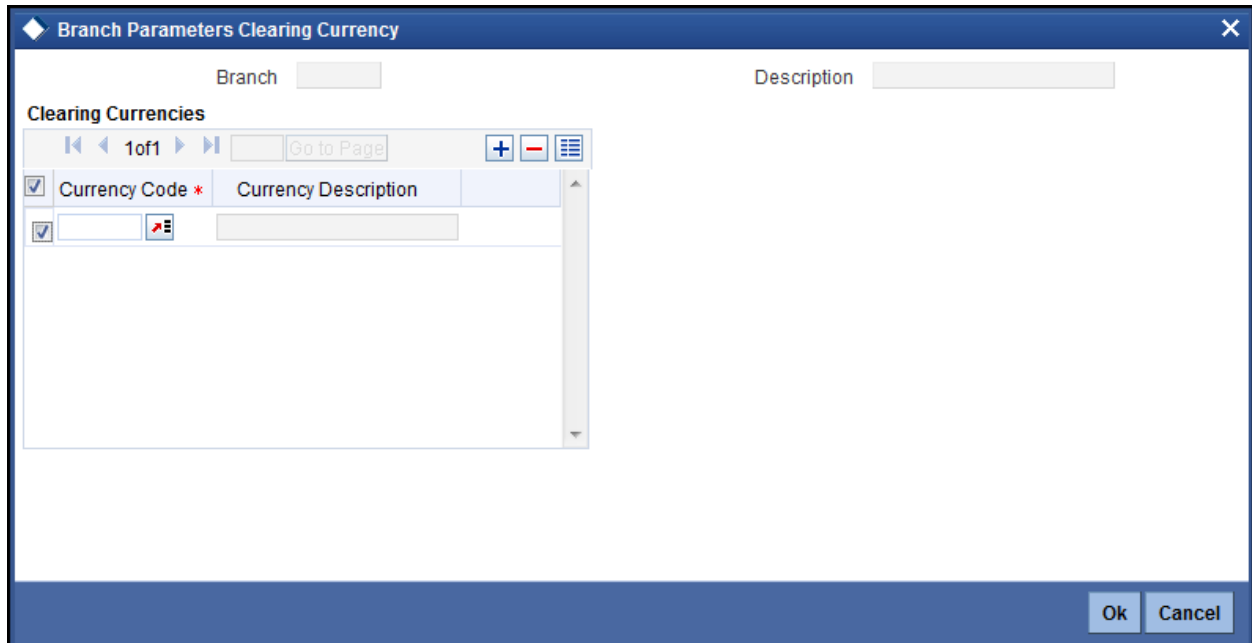 Branch Parameters Clearing Currency
Branch Description
Clearing Currencies
1of1 Go to Page
Currency Code * Currency Description
Ok Cancel